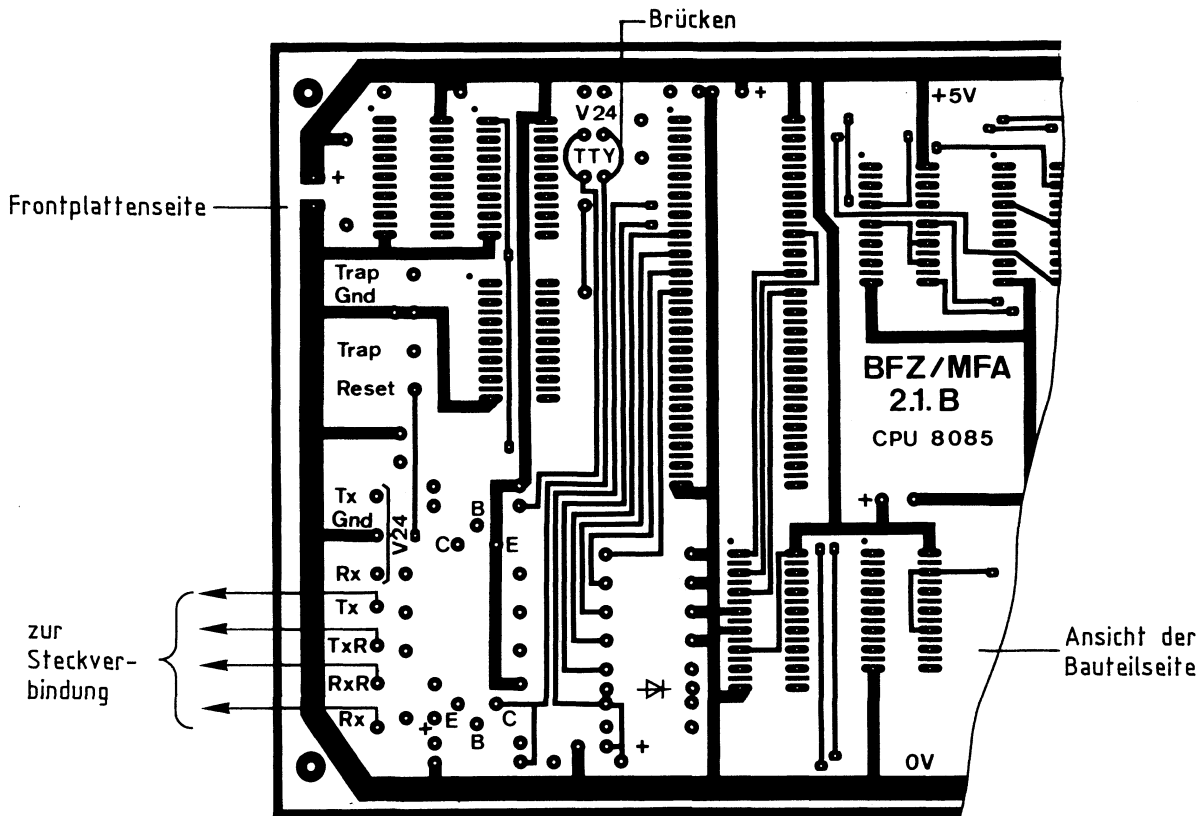 Brücken
V24
TTY
+
+5V
+
Frontplattenseite
Trap
Gnd
Trap
Reset
BFZ/MFA
2.1.B
CPU 8085
+
Tx
Gnd
V24
Rx
B
C
E
Tx
TxR
RxR
Rx
zur
Steckver-
bindung
Ansicht der
Bauteilseite
E
C
B
+
+
0V